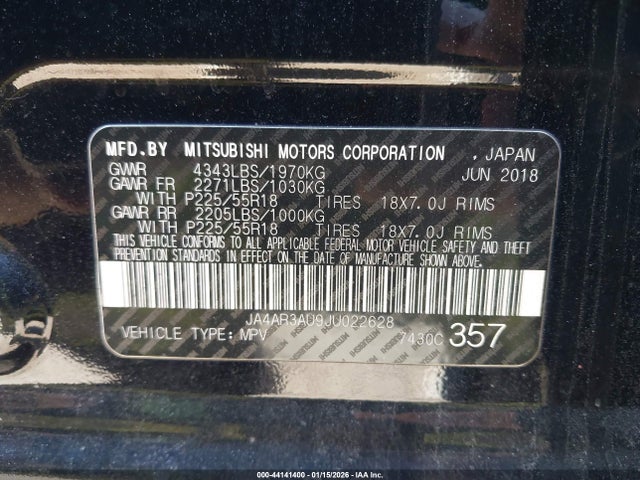 MFD.BY MITSUBISHI MOTORS CORPORATION , JAPAN
GVWR 4343LBS/1970KG JUN 2018
GAWR FR 2271LBS/1030KG
WITH P225/55R18 TIRES 18X7.0J RIMS
GAWR RR 2205LBS/1000KG
WITH P225/55R18 TIRES 18X7.0J RIMS
THIS VEHICLE CONFORMS TO ALL APPLICABLE FEDERAL MOTOR VEHICLE SAFETY AND THEFT
PREVENTION STANDARDS IN EFFECT ON THE DATE OF MANUFACTURE SHOWN ABOVE.
JA4AR3AU9JU022628
VEHICLE TYPE: MPV 7430C 357
000-44141400 - 01/15/2026 - IAA Inc.